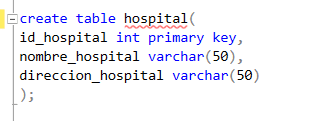 create table hospital(
id_hospital int primary key,
nombre_hospital varchar(50),
direccion_hospital varchar(50)
);